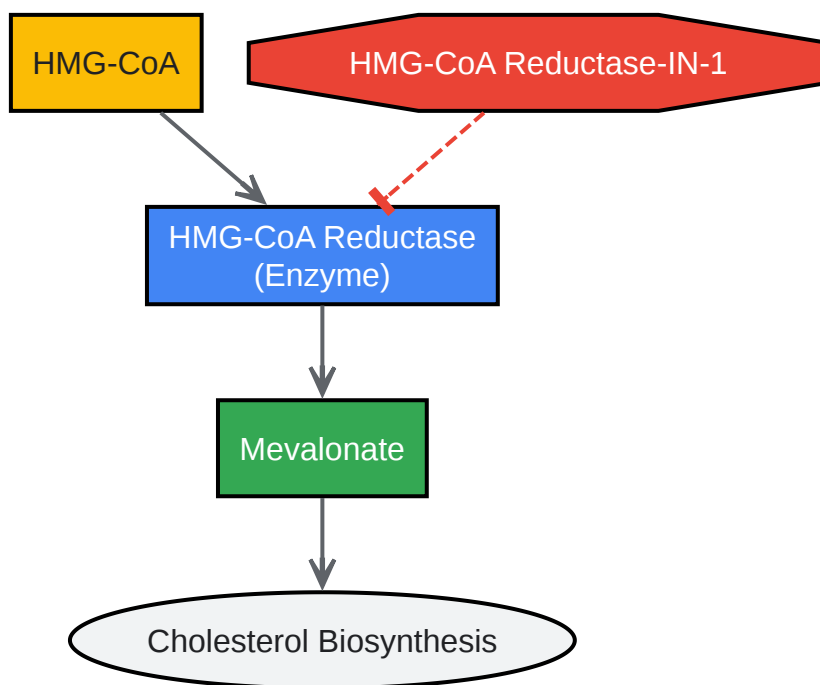 HMG-CoA
HMG-CoA Reductase-IN-1
HMG-CoA Reductase
(Enzyme)
Mevalonate
Cholesterol Biosynthesis